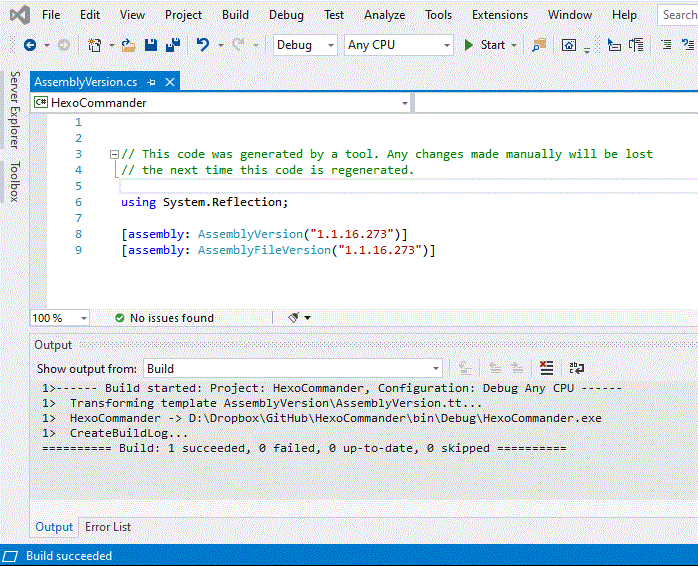 File Edit View Project Build Debug Test Analyze Tools Extensions Window Help Searc
Debug Any CPU Start
Server Explorer
Toolbox
AssemblyVersion.cs
C# HexoCommander
1
2
3 // This code was generated by a tool. Any changes made manually will be lost
4 // the next time this code is regenerated.
5
6 using System.Reflection;
7
8 [assembly: AssemblyVersion("1.1.16.273")]
9 [assembly: AssemblyFileVersion("1.1.16.273")]
100 % No issues found
Output
Show output from: Build
1>------ Build started: Project: HexoCommander, Configuration: Debug Any CPU ------
1> Transforming template AssemblyVersion\AssemblyVersion.tt...
1> HexoCommander -> D:\Dropbox\GitHub\HexoCommander\bin\Debug\HexoCommander.exe
1> CreateBuildLog...
========== Build: 1 succeeded, 0 failed, 0 up-to-date, 0 skipped ==========
Output Error List
Build succeeded